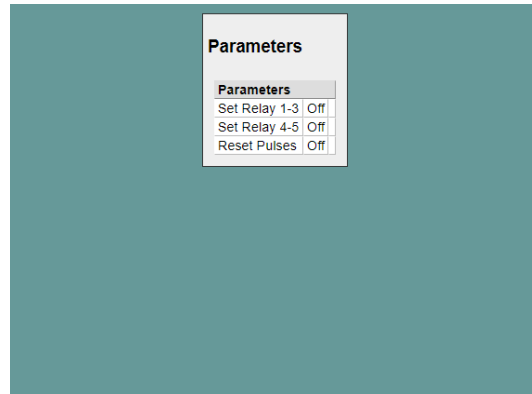 Parameters
Parameters
Set Relay 1-3 Off
Set Relay 4-5 Off
Reset Pulses Off